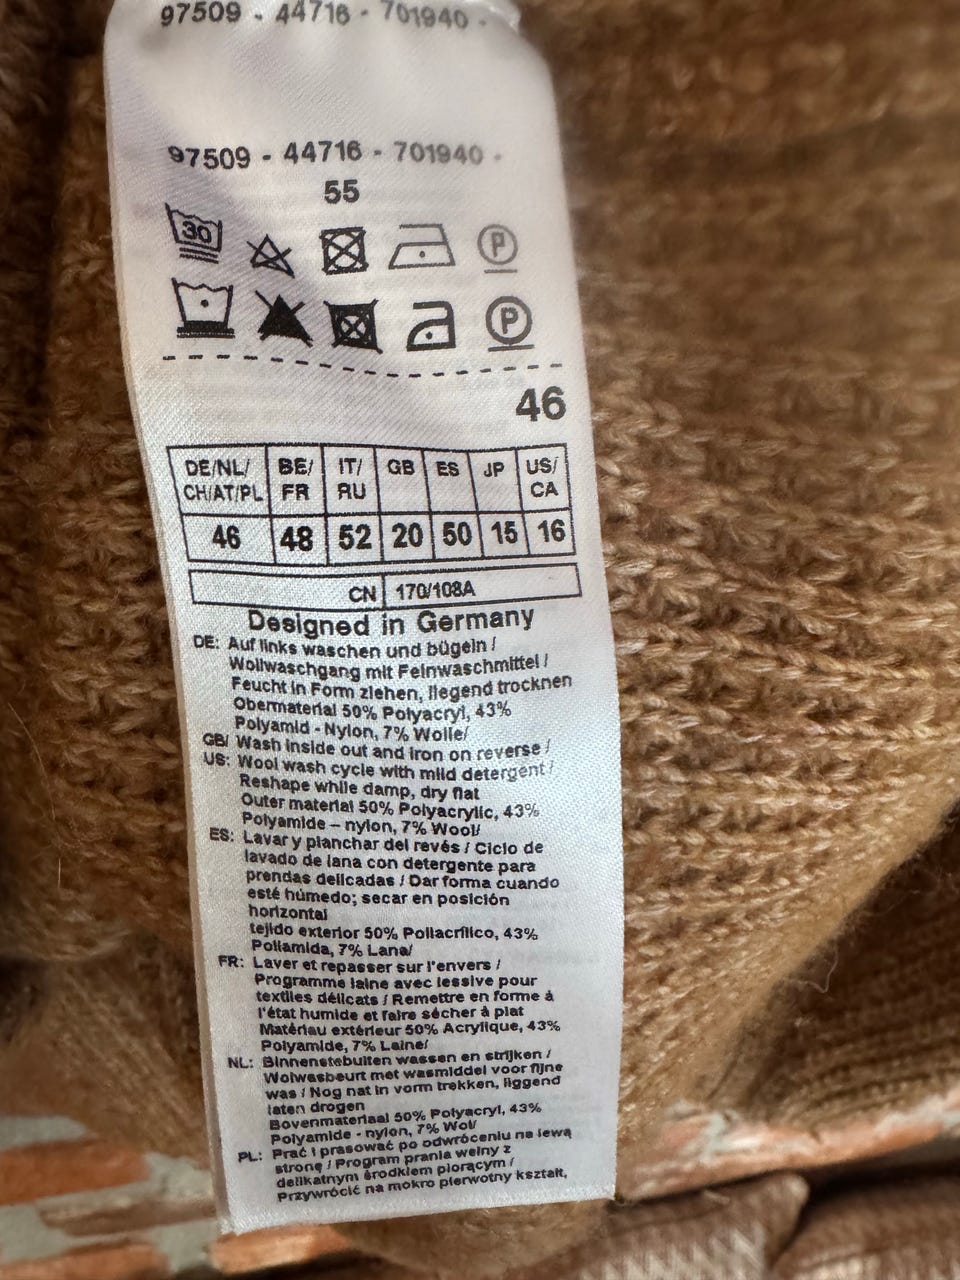 97509 - 44716 - 701940 -
97509 - 44716 - 701940 -
55
30 P
P
46
DE/NL/ CH/AT/PL BE/ FR IT/ RU GB ES JP US/ CA
46 48 52 20 50 15 16
CN 170/108A
Designed in Germany
DE: Auf links waschen und bügeln /
Wollwaschgang mit Feinwaschmittel /
Feucht in Form ziehen, liegend trocknen
Obermaterial 50% Polyacryl, 43%
Polyamid - Nylon, 7% Wolle/
GB/ Wash inside out and iron on reverse /
US: Wool wash cycle with mild detergent /
Reshape while damp, dry flat
Outer material 50% Polyacrylic, 43%
Polyamide – nylon, 7% Wool/
ES: Lavar y planchar del revés / Ciclo de
lavado de lana con detergente para
prendas delicadas / Dar forma cuando
esté húmedo; secar en posición
horizontal
tejido exterior 50% Poliacrílico, 43%
Poliamida, 7% Lana/
FR: Laver et repasser sur l'envers /
Programme laine avec lessive pour
textiles délicats / Remettre en forme à
l'état humide et faire sécher à plat
Matériau extérieur 50% Acrylique, 43%
Polyamide, 7% Laine/
NL: Binnenstebuiten wassen en strijken /
Wolwasbeurt met wasmiddel voor fijne
was / Nog nat in vorm trekken, liggend
laten drogen
Bovenmateriaal 50% Polyacryl, 43%
Polyamide - nylon, 7% Wol/
PL: Prać i prasować po odwróceniu na lewą
stronę / Program prania wełny z
delikatnym środkiem piorącym /
Przywrócić na mokro pierwotny kształt,